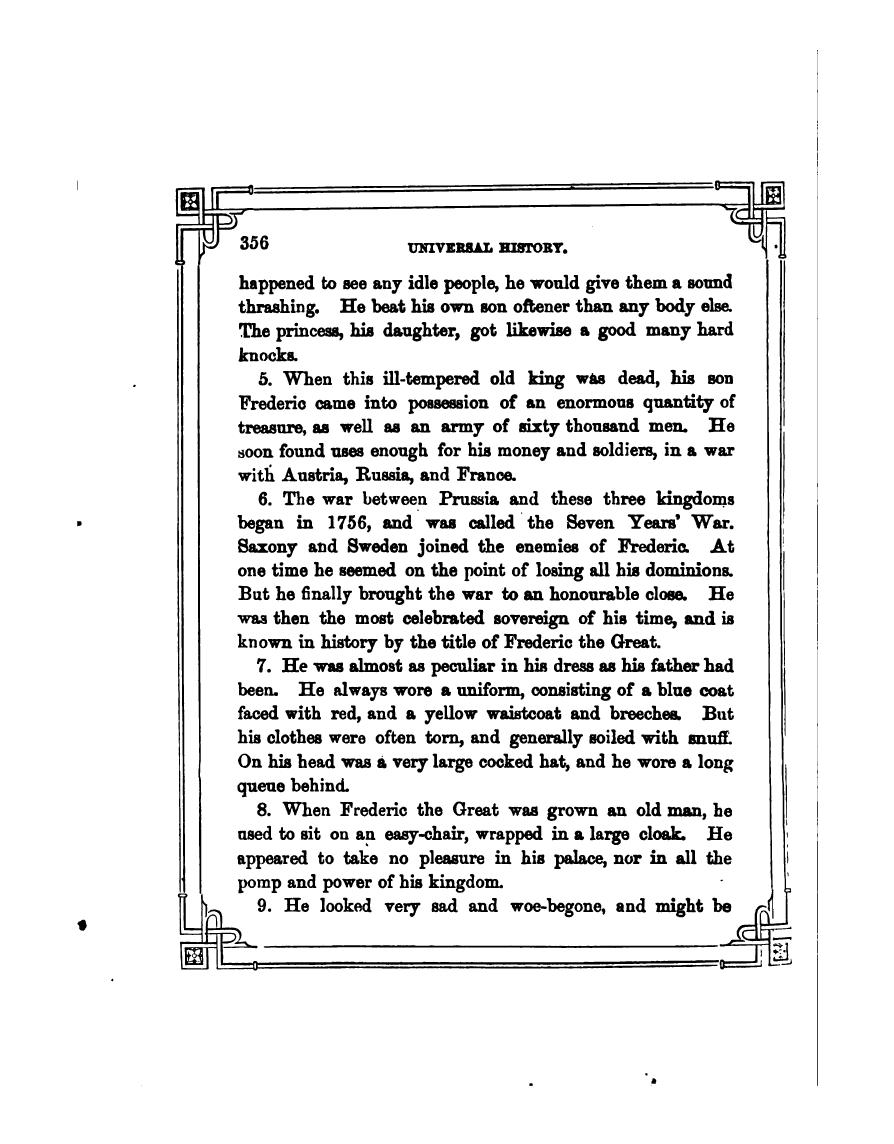 356
UNIVERSAL HISTORY.
happened to see any idle people, he would give them a sound
thrashing. He beat his own son oftener than any body else.
The princess, his daughter, got likewise a good many hard
knocks.
5. When this ill-tempered old king was dead, his son
Frederic came into possession of an enormous quantity of
treasure, as well as an army of sixty thousand men. He
soon found uses enough for his money and soldiers, in a war
with Austria, Russia, and France.
6. The war between Prussia and these three kingdoms
began in 1756, and was called the Seven Years' War.
Saxony and Sweden joined the enemies of Frederic. At
one time he seemed on the point of losing all his dominions.
But he finally brought the war to an honourable close. He
was then the most celebrated sovereign of his time, and is
known in history by the title of Frederic the Great.
7. He was almost as peculiar in his dress as his father had
been. He always wore a uniform, consisting of a blue coat
faced with red, and a yellow waistcoat and breeches. But
his clothes were often torn, and generally soiled with snuff.
On his head was a very large cocked hat, and he wore a long
queue behind.
8. When Frederic the Great was grown an old man, he
used to sit on an easy-chair, wrapped in a large cloak. He
appeared to take no pleasure in his palace, nor in all the
pomp and power of his kingdom.
9. He looked very sad and woe-begone, and might be